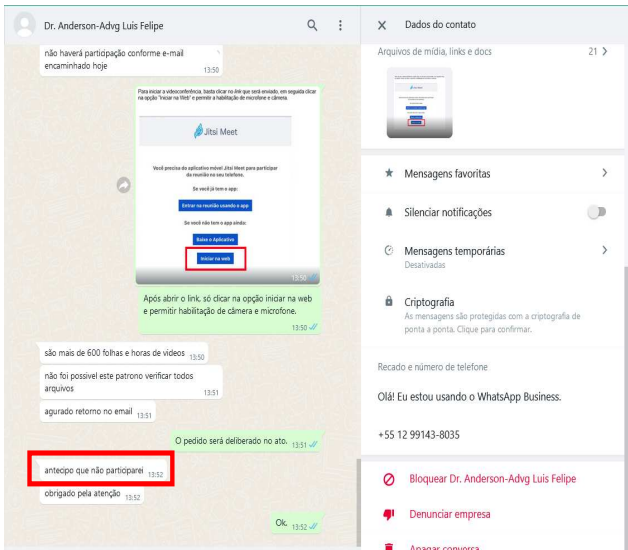 Dr. Anderson-Advg Luis Felipe
não haverá participação conforme e-mail
encaminhado hoje
13:50
Para iniciar a videoconferência, basta clicar no link que será enviado, em seguida clicar
na opção "Iniciar na Web" e permitir a habilitação de microfone e câmera.
Jitsi Meet
Você precisa do aplicativo móvel Jitsi Meet para participar
da reunião no seu telefone.
Se você já tem o app:
Entrar na reunião usando o app
Se você não tem o app ainda:
Baixe o Aplicativo
Iniciar na web
13:50
Após abrir o link, só clicar na opção iniciar na web
e permitir habilitação de câmera e microfone.
13:50
são mais de 600 folhas e horas de videos 13:50
não foi possivel este patrono verificar todos
arquivos
13:51
agurado retorno no email 13:51
O pedido será deliberado no ato. 13:51
antecipo que não participarei 13:52
obrigado pela atenção 13:52
Ok. 13:52
Dados do contato
Arquivos de mídia, links e docs 21
Mensagens favoritas
Silenciar notificações
Mensagens temporárias
Desativadas
Criptografia
As mensagens são protegidas com a criptografia de
ponta a ponta. Clique para confirmar.
Recado e número de telefone
Olá! Eu estou usando o WhatsApp Business.
+55 12 99143-8035
Bloquear Dr. Anderson-Advg Luis Felipe
Denunciar empresa
Apagar conversa